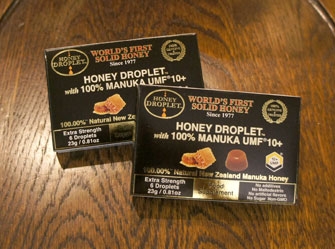 HONEY
DROPLET
WORLD'S FIRST
SOLID HONEY
Since 1977
HONEY DROPLET
with 100% MANUKA UMF 10+
100.00% Natural New Zea
Extra Strength
6 Droplets
23g / 0.81oz
HONEY
DROPLET
WORLD'S FIRST
SOLID HONEY
Since 1977
HONEY DROPLET
with 100% MANUKA UMF 10+
100.00% Natural New Zealand Manuka Honey
Extra Strength
6 Droplets
23g / 0.81oz
No additives
No Maltodextrin
No artificial flavors
No Sugar Non-GMO